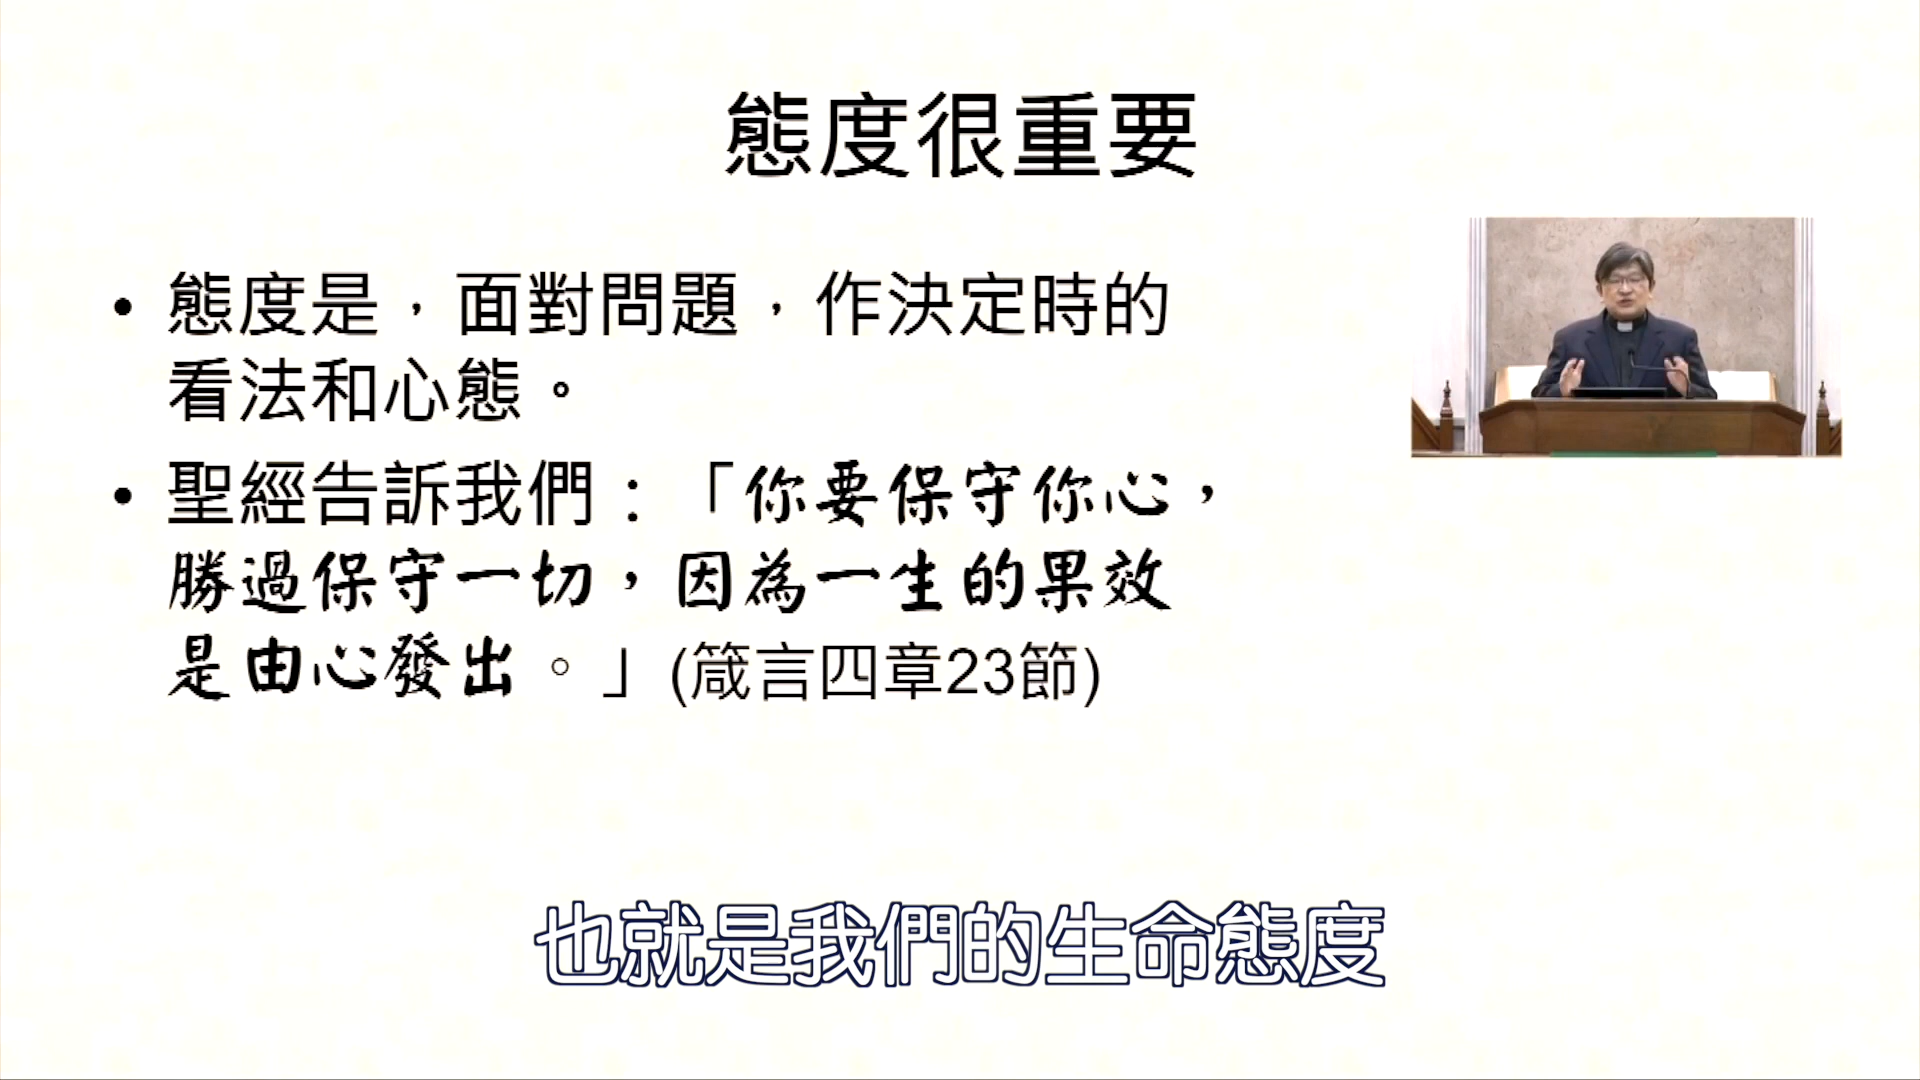 態度很重要
• 態度是，面對問題，作決定時的
看法和心態。
• 聖經告訴我們：「你要保守你心，
勝過保守一切，因為一生的果效
是由心發出。」(箴言四章23節)
也就是我們的生命態度